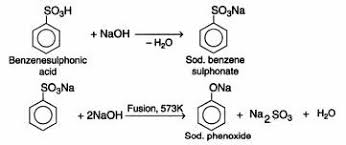 SO₃H
SO₃Na
+ NaOH
– H₂O
Benzenesulphonic
acid
Sod. benzene
sulphonate
SO₃Na
ONa
+ 2NaOH
Fusion, 573K
+ Na₂SO₃ + H₂O
Sod. phenoxide